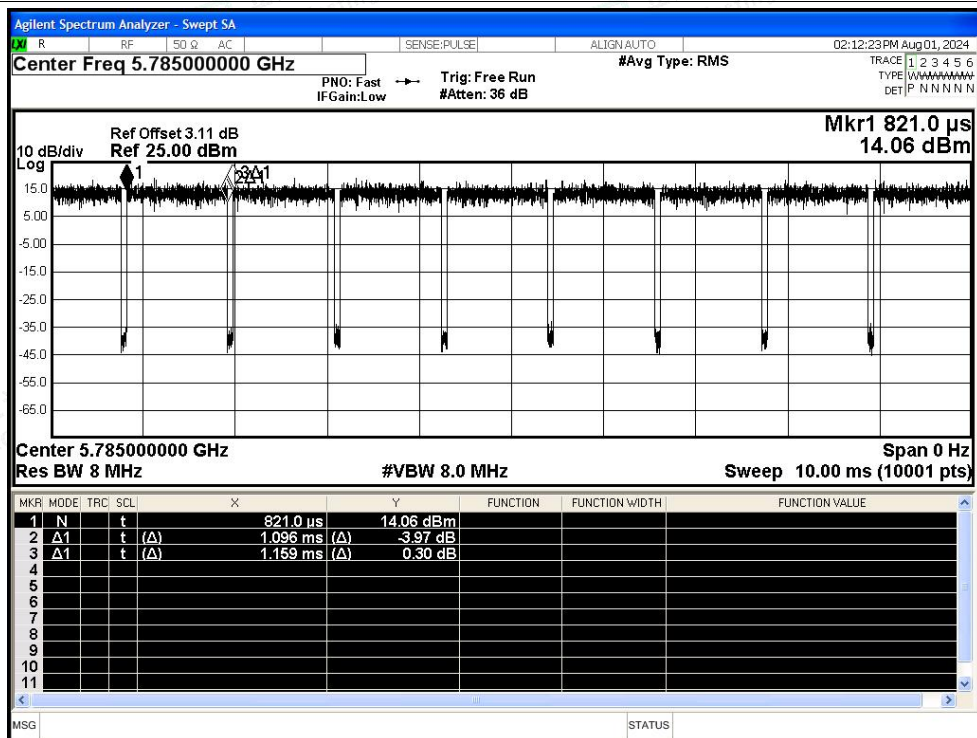 Agilent Spectrum Analyzer - Swept SA
LXI R RF 50 Ω AC SENSE:PULSE ALIGN AUTO 02:12:23 PM Aug 01, 2024
Center Freq 5.785000000 GHz #Avg Type: RMS TRACE 1 2 3 4 5 6
PNO: Fast Trig: Free Run TYPE WWWWWW
IFGain:Low #Atten: 36 dB DET P N N N N N
Mkr1 821.0 µs
Ref Offset 3.11 dB
10 dB/div Ref 25.00 dBm 14.06 dBm
Log
1 2Δ1 3Δ1
15.0
5.00
-5.00
-15.0
-25.0
-35.0
-45.0
-55.0
-65.0
Center 5.785000000 GHz Span 0 Hz
Res BW 8 MHz #VBW 8.0 MHz Sweep 10.00 ms (10001 pts)
MKR MODE TRC SCL X Y FUNCTION FUNCTION WIDTH FUNCTION VALUE
1 N t 821.0 µs 14.06 dBm
2 Δ1 t (Δ) 1.096 ms (Δ) -3.97 dB
3 Δ1 t (Δ) 1.159 ms (Δ) 0.30 dB
4
5
6
7
8
9
10
11
MSG STATUS